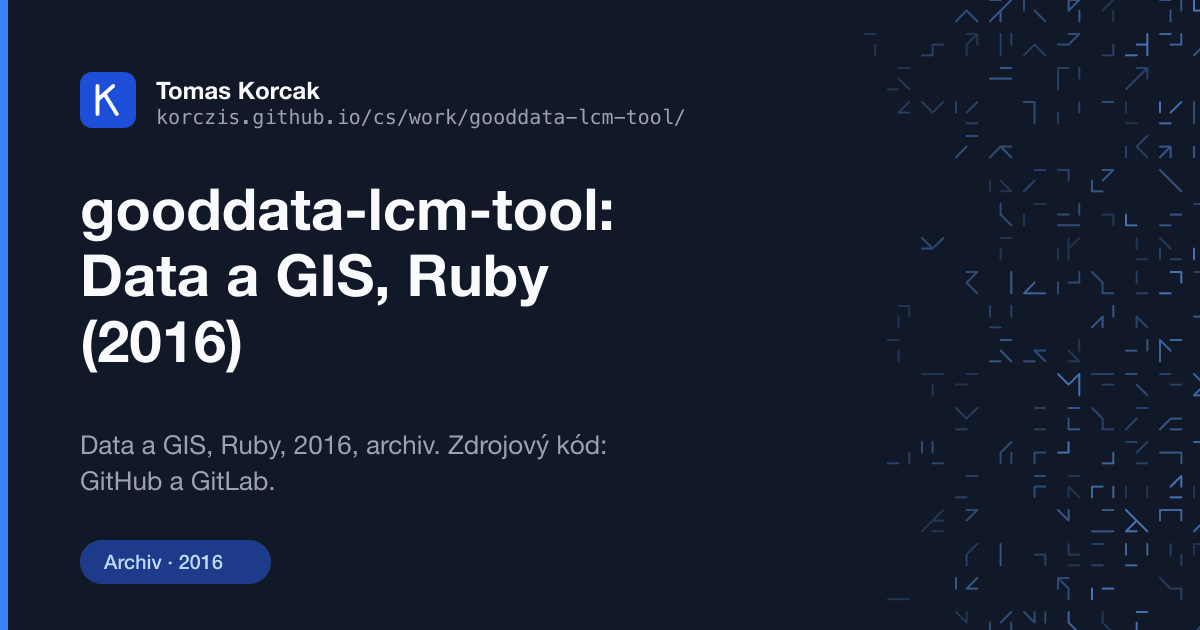 K
Tomas Korcak
korczis.github.io/cs/work/gooddata-lcm-tool/
gooddata-lcm-tool:
Data a GIS, Ruby
(2016)
Data a GIS, Ruby, 2016, archiv. Zdrojový kód:
GitHub a GitLab.
Archiv · 2016